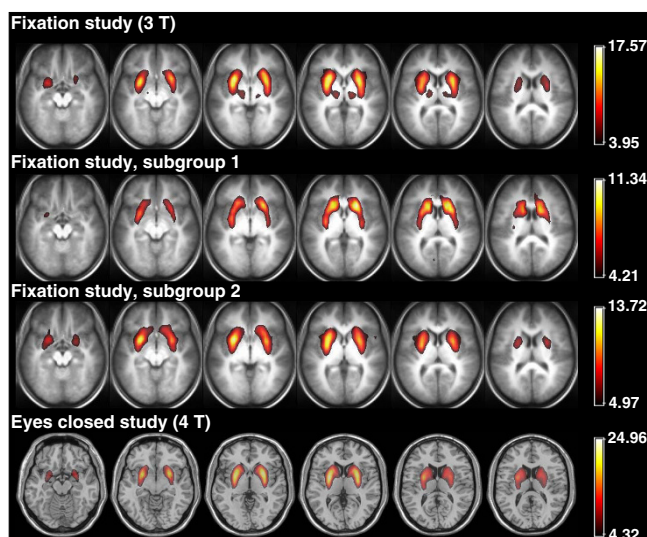 Fixation study (3 T)
17.57
3.95
Fixation study, subgroup 1
11.34
4.21
Fixation study, subgroup 2
13.72
4.97
Eyes closed study (4 T)
24.96
4.32